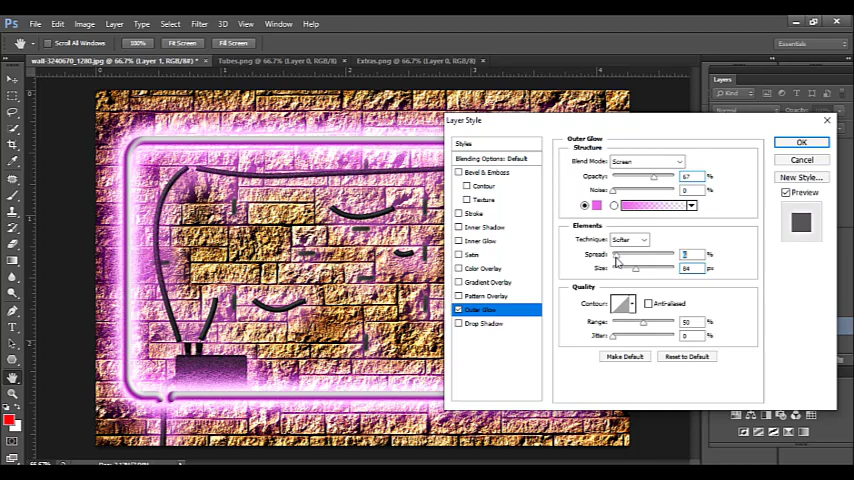 Ps File Edit Image Layer Type Select Filter 3D View Window Help
Scroll All Windows 100% Fit Screen Fill Screen Essentials
wall-3240670_1280.jpg @ 66.7% (Layer 1, RGB/8#) * × Tubes.png @ 66.7% (Layer 0, RGB/8) × Extras.png @ 66.7% (Layer 0, RGB/8) ×
0 1 2 3 4
Layers
Kind
Normal Opacity:
Layer Style
Styles
Blending Options: Default
Bevel & Emboss
Contour
Texture
Stroke
Inner Shadow
Inner Glow
Satin
Color Overlay
Gradient Overlay
Pattern Overlay
Outer Glow
Drop Shadow
Outer Glow
Structure
Blend Mode: Screen
Opacity: 67 %
Noise: 0 %
Elements
Technique: Softer
Spread: %
Size: 84 px
Quality
Contour: Anti-aliased
Range: 50 %
Jitter: 0 %
Make Default Reset to Default
OK
Cancel
New Style...
Preview